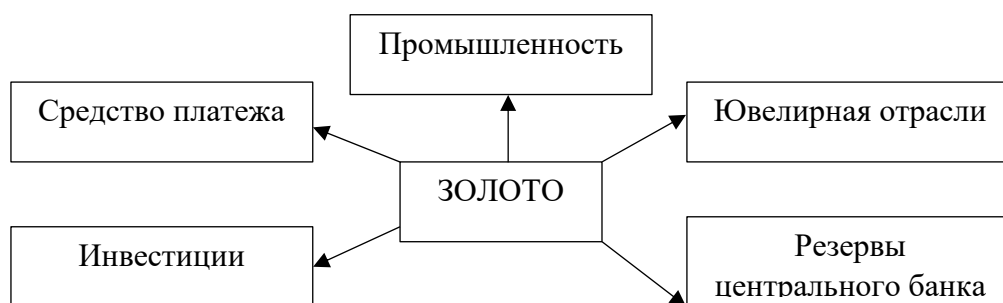 Промышленность
Средство платежа
Ювелирная отрасли
ЗОЛОТО
Инвестиции
Резервы
центрального банка